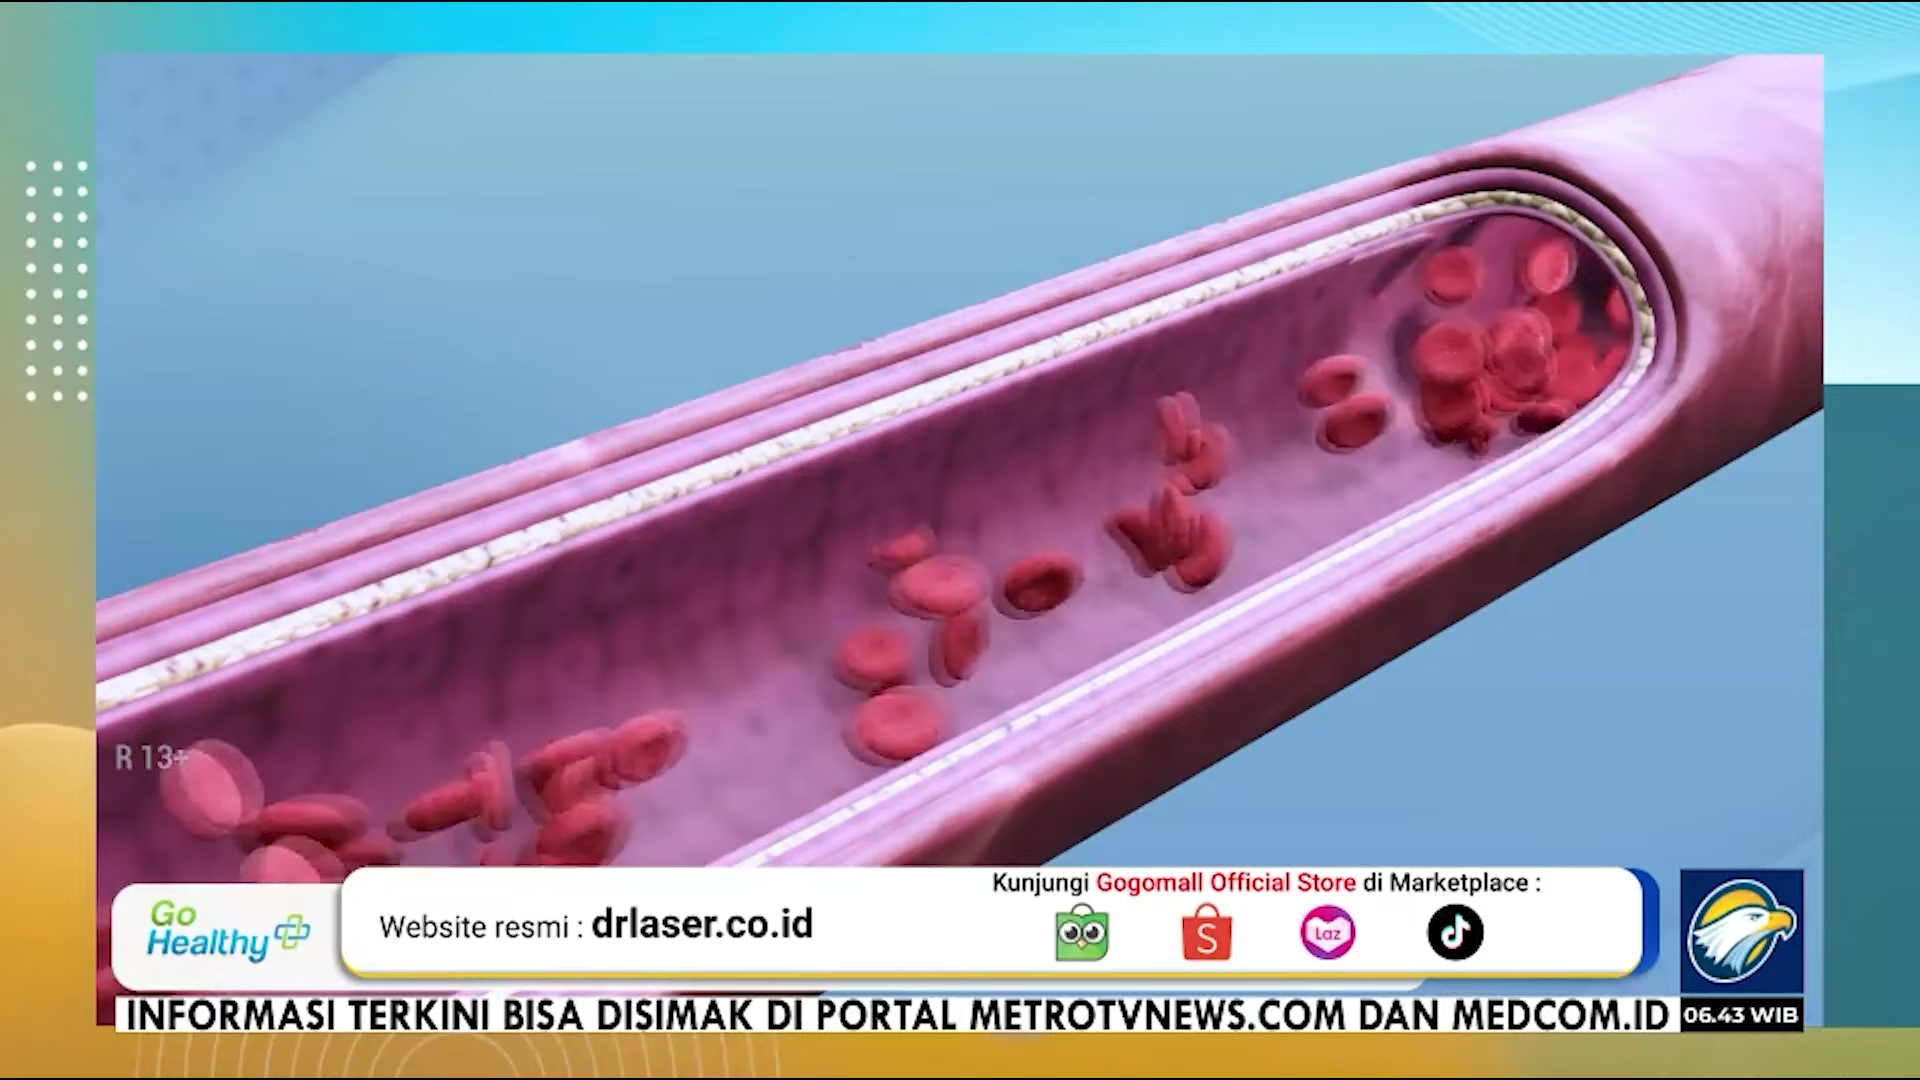 R 13+
Go
Healthy
Website resmi : drlaser.co.id
Kunjungi Gogomall Official Store di Marketplace :
S
Laz
INFORMASI TERKINI BISA DISIMAK DI PORTAL METROTVNEWS.COM DAN MEDCOM.ID
06.43 WIB